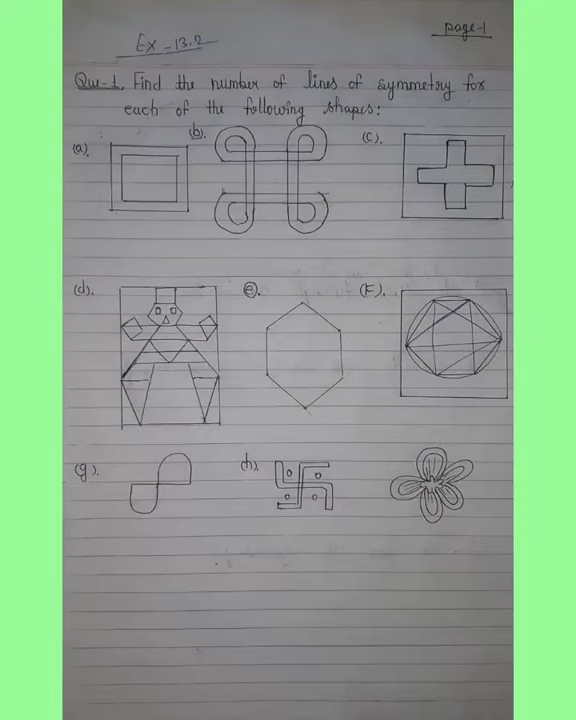 page-1
Ex-13.2
Qu-1. Find the number of lines of symmetry for
each of the following shapes:
(a). (b). (c).
(d). (e). (F).
(g). (h).